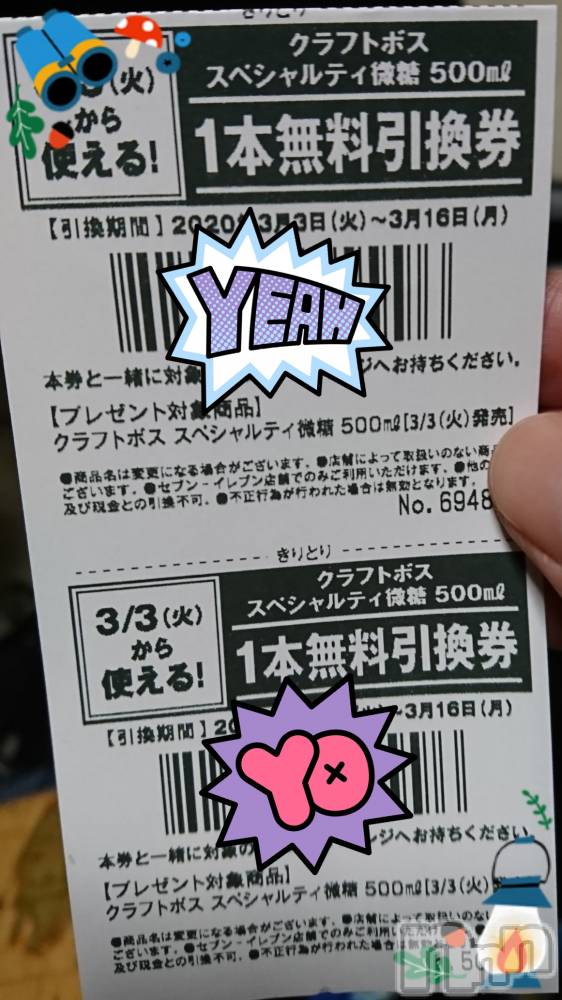 きりとり
クラフトボス
スペシャルティ微糖 500ml
(火)
から
使える!
1本無料引換券
【引換期間】2020年3月3日(火)〜3月16日(月)
YEAH
本券と一緒に対象 ジへお持ちください。
【プレゼント対象商品】
クラフトボス スペシャルティ微糖 500ml[3/3(火)発売]
●商品名は変更になる場合がございます。●店舗によって取扱いのない商
ございます。●セブン-イレブン店舗でのみご利用いただけます。●他の
及び現金との引換不可。●不正行為が行われた場合は無効となります。
No.6948
きりとり
クラフトボス
スペシャルティ微糖 500ml
3/3(火)
から
使える!
1本無料引換券
【引換期間】20 〜3月16日(月)
YO
本券と一緒に対象の ジへお持ちください。
【プレゼント対象商品】
クラフトボス スペシャルティ微糖 500ml[3/3(火)
●商品名は変更になる場合がございます。●店舗によって取扱いのな
ございます。●セブン-イレブン店舗でのみご利用いただけ
及び現金との引換不可。●不正行為が行われた場合は無効